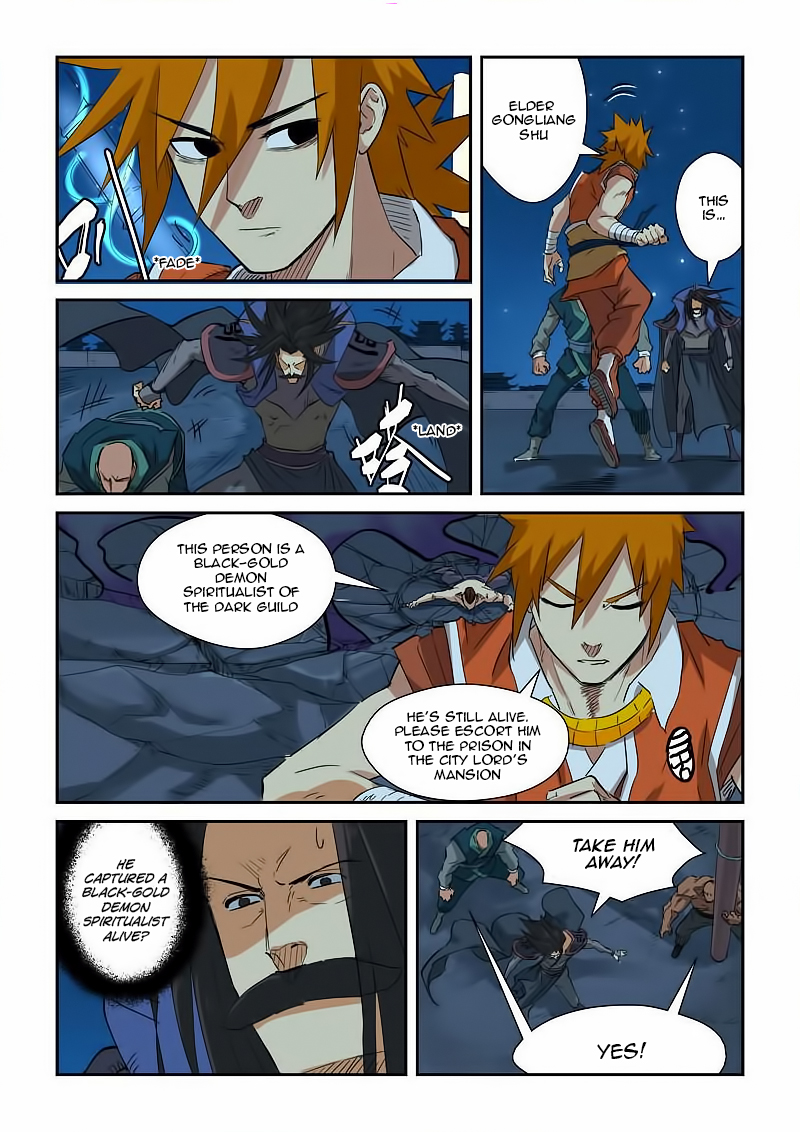 *FADE*
ELDER
GONGLIANG
SHU
THIS
IS...
*LAND*
THIS PERSON IS A
BLACK-GOLD
DEMON
SPIRITUALIST OF
THE DARK GUILD
HE'S STILL ALIVE.
PLEASE ESCORT HIM
TO THE PRISON IN
THE CITY LORD'S
MANSION
HE
CAPTURED A
BLACK-GOLD
DEMON
SPIRITUALIST
ALIVE?
TAKE HIM
AWAY!
YES!